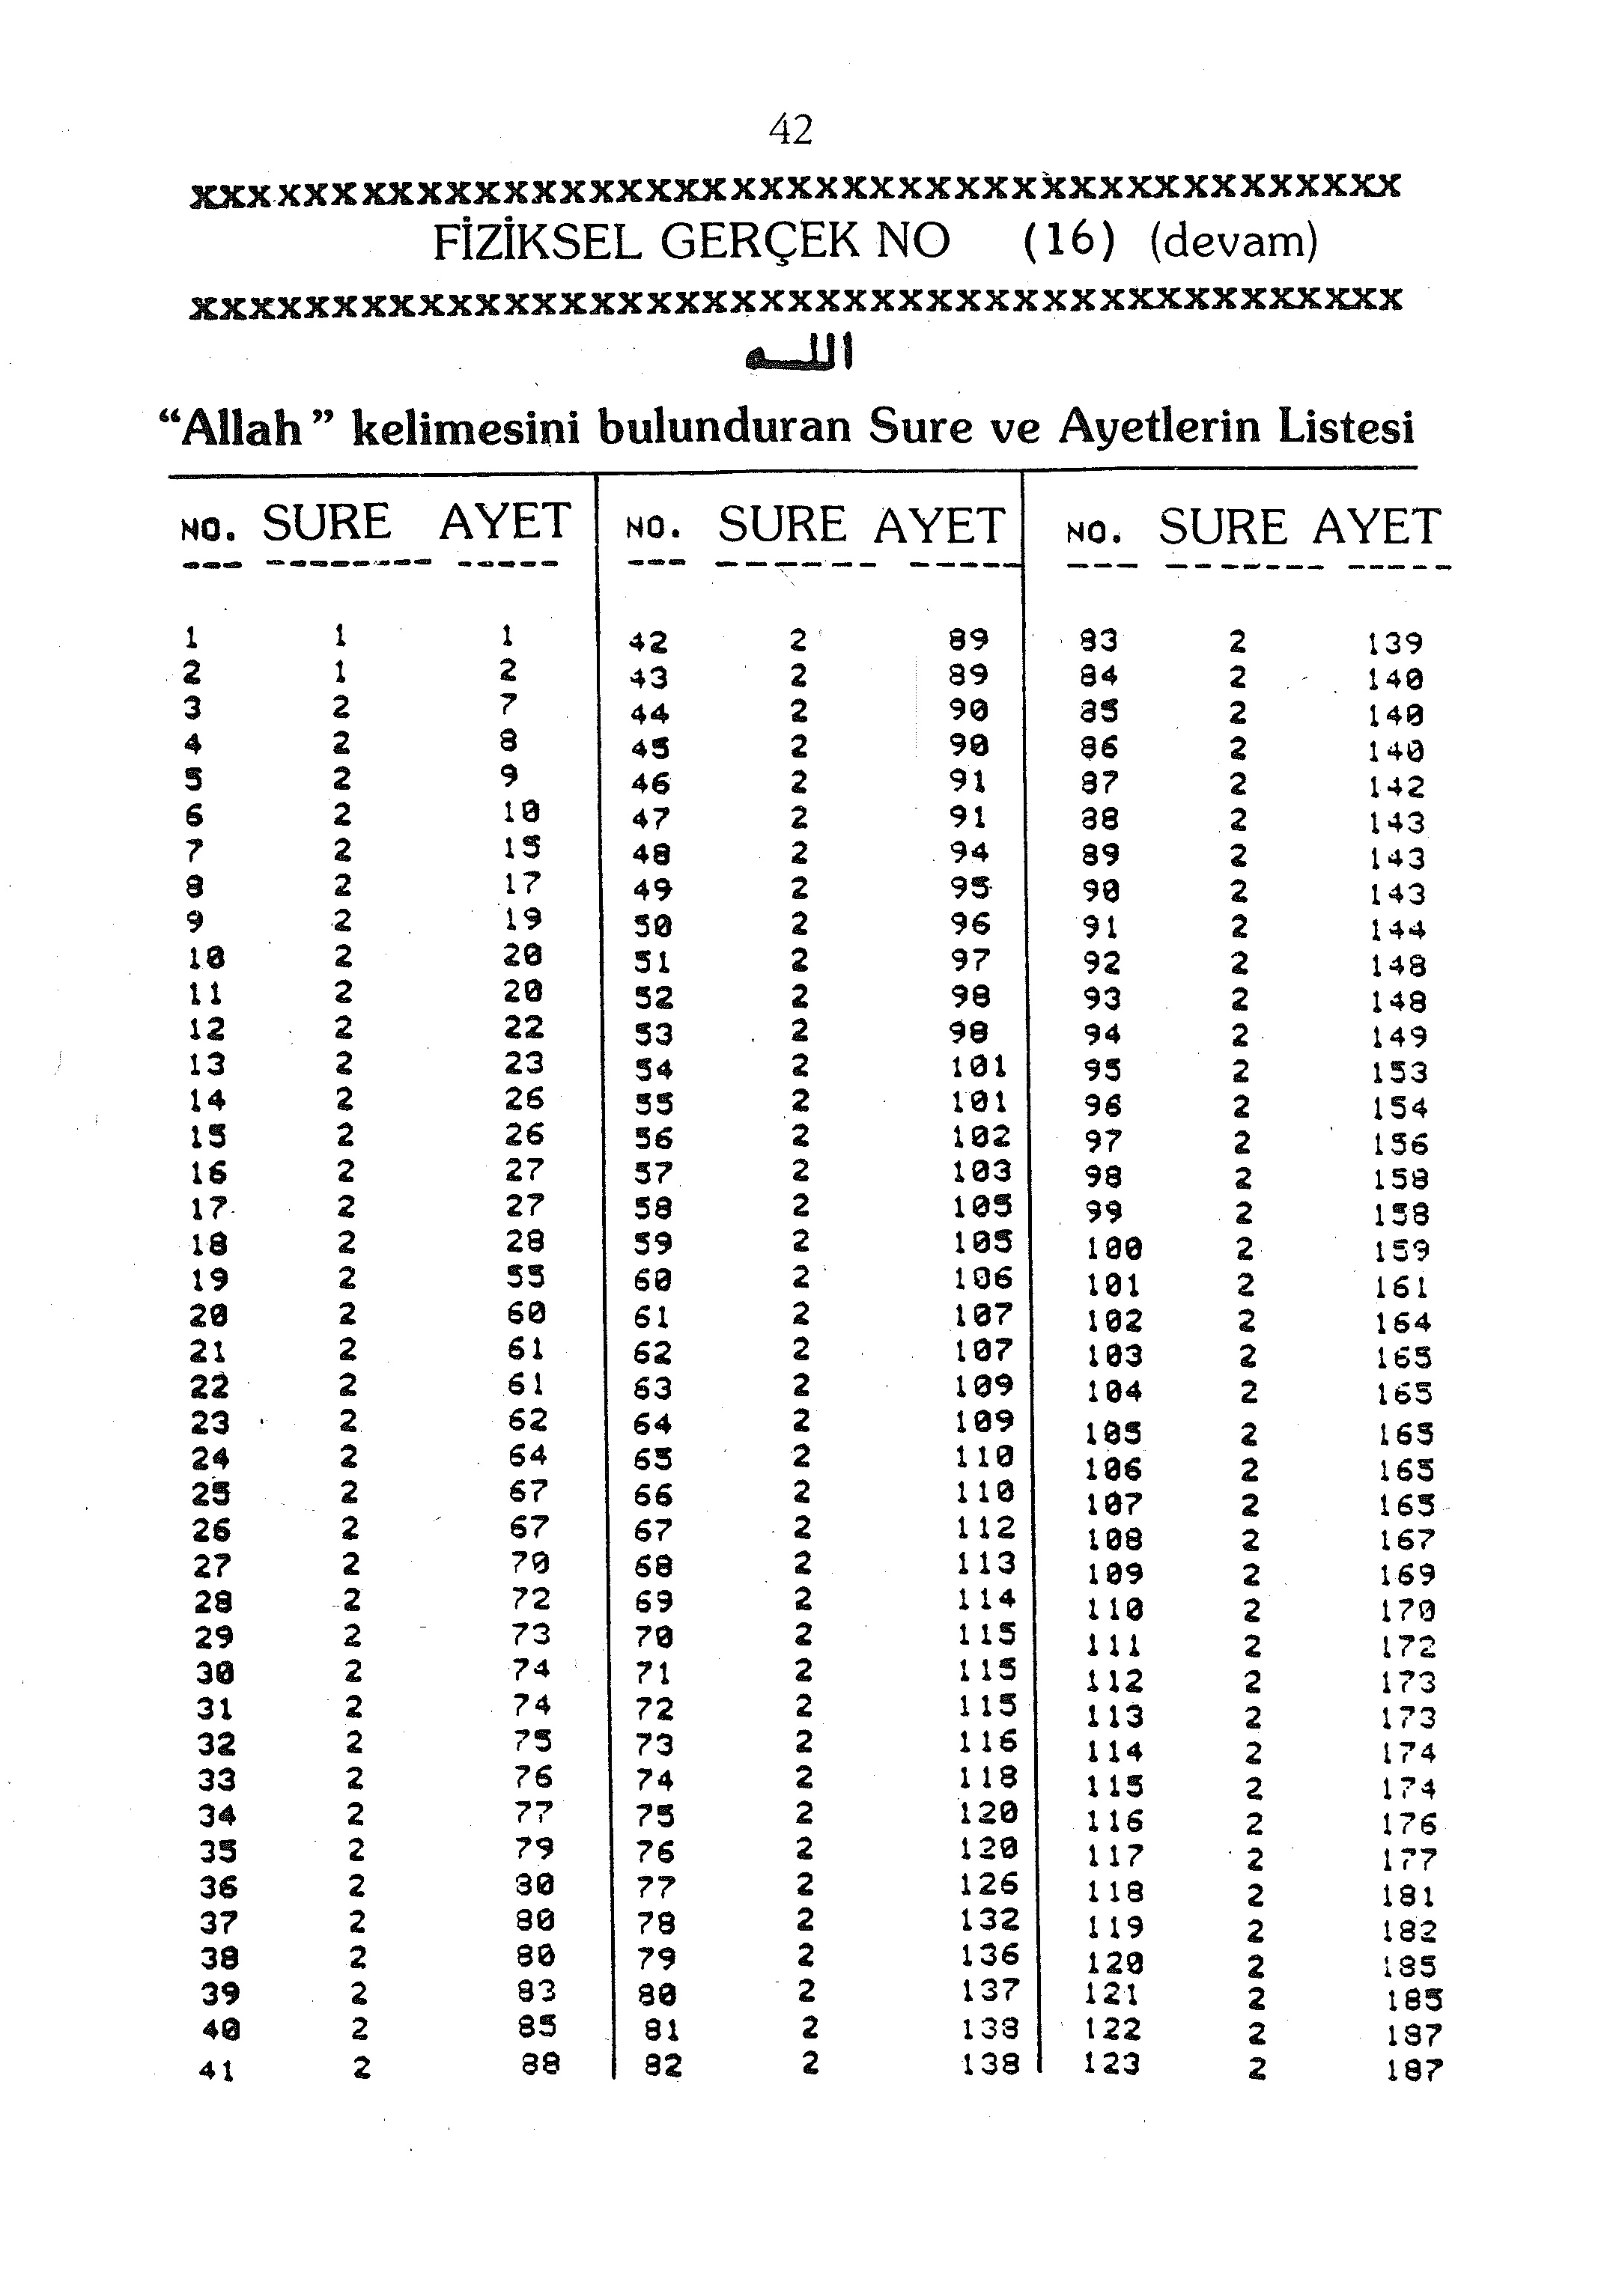 42
XXXXXXXXXXXXXXXXXXXXXXXXXXXXXXXXXXXXXXXXXXX
FİZİKSEL GERÇEK NO (16) (devam)
XXXXXXXXXXXXXXXXXXXXXXXXXXXXXXXXXXXXXXXXXXX
اللـه
“Allah” kelimesini bulunduran Sure ve Ayetlerin Listesi
NO. SURE AYET NO. SURE AYET NO. SURE AYET
1 1 1 42 2 89 83 2 139
2 1 2 43 2 89 84 2 140
3 2 7 44 2 90 85 2 140
4 2 8 45 2 90 86 2 140
5 2 9 46 2 91 87 2 142
6 2 10 47 2 91 88 2 143
7 2 15 48 2 94 89 2 143
8 2 17 49 2 95 90 2 143
9 2 19 50 2 96 91 2 144
10 2 20 51 2 97 92 2 148
11 2 20 52 2 98 93 2 148
12 2 22 53 2 98 94 2 149
13 2 23 54 2 101 95 2 153
14 2 26 55 2 101 96 2 154
15 2 26 56 2 102 97 2 156
16 2 27 57 2 103 98 2 158
17 2 27 58 2 105 99 2 158
18 2 28 59 2 105 100 2 159
19 2 55 60 2 106 101 2 161
20 2 60 61 2 107 102 2 164
21 2 61 62 2 107 103 2 165
22 2 61 63 2 109 104 2 165
23 2 62 64 2 109 105 2 165
24 2 64 65 2 110 106 2 165
25 2 67 66 2 110 107 2 165
26 2 67 67 2 112 108 2 167
27 2 70 68 2 113 109 2 169
28 2 72 69 2 114 110 2 170
29 2 73 70 2 115 111 2 172
30 2 74 71 2 115 112 2 173
31 2 74 72 2 115 113 2 173
32 2 75 73 2 116 114 2 174
33 2 76 74 2 118 115 2 174
34 2 77 75 2 120 116 2 176
35 2 79 76 2 120 117 2 177
36 2 80 77 2 126 118 2 181
37 2 80 78 2 132 119 2 182
38 2 80 79 2 136 120 2 185
39 2 83 80 2 137 121 2 185
40 2 85 81 2 138 122 2 187
41 2 88 82 2 138 123 2 187